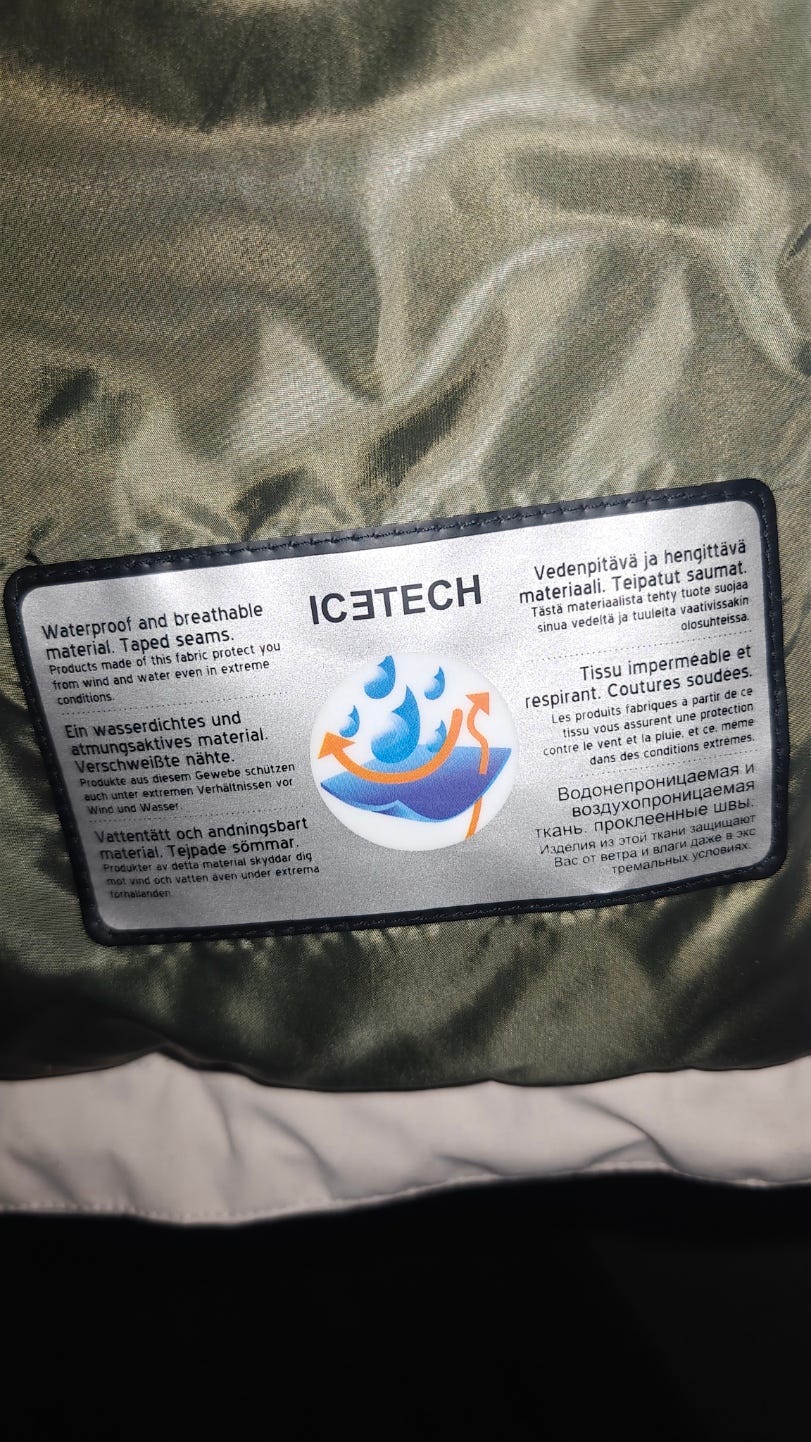 ICETECH
Waterproof and breathable
material. Taped seams.
Products made of this fabric protect you
from wind and water even in extreme
conditions.
Ein wasserdichtes und
atmungsaktives material.
Verschweißte nähte.
Produkte aus diesem Gewebe schützen
auch unter extremen Verhältnissen vor
Wind und Wasser.
Vattentätt och andningsbart
material. Tejpade sömmar.
Produkter av detta material skyddar dig
mot vind och vatten även under extrema
förhållanden.
Vedenpitävä ja hengittävä
materiaali. Teipatut saumat.
Tästä materiaalista tehty tuote suojaa
sinua vedeltä ja tuuleita vaativissakin
olosuhteissa.
Tissu imperméable et
respirant. Coutures soudées.
Les produits fabriqués à partir de ce
tissu vous assurent une protection
contre le vent et la pluie, et ce, même
dans des conditions extrêmes.
Водонепроницаемая и
воздухопроницаемая
ткань. проклеенные швы.
Изделия из этой ткани защищают
Вас от ветра и влаги даже в экс
тремальных условиях.